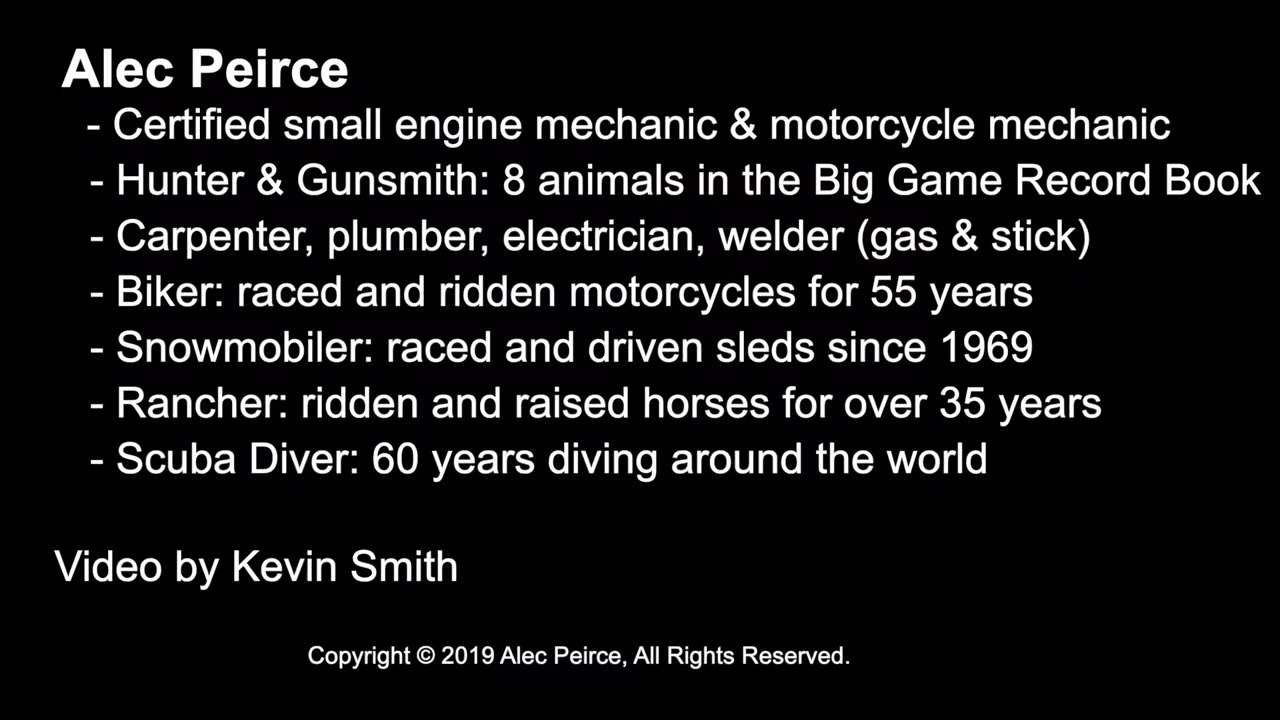 Alec Peirce
- Certified small engine mechanic & motorcycle mechanic
- Hunter & Gunsmith: 8 animals in the Big Game Record Book
- Carpenter, plumber, electrician, welder (gas & stick)
- Biker: raced and ridden motorcycles for 55 years
- Snowmobiler: raced and driven sleds since 1969
- Rancher: ridden and raised horses for over 35 years
- Scuba Diver: 60 years diving around the world
Video by Kevin Smith
Copyright © 2019 Alec Peirce, All Rights Reserved.